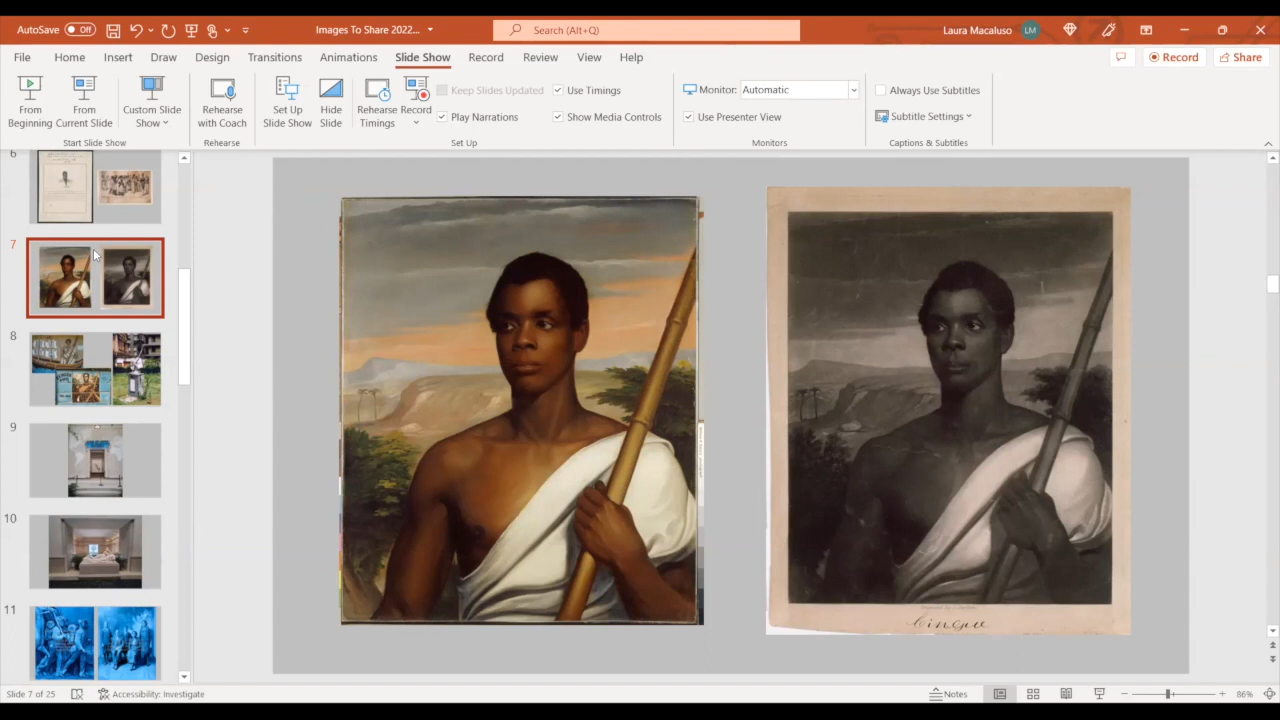 AutoSave Off Images To Share 2022... Search (Alt+Q) Laura Macaluso LM
File Home Insert Draw Design Transitions Animations Slide Show Record Review View Help Record Share
From Beginning
From Current Slide
Custom Slide Show
Start Slide Show
Rehearse with Coach
Rehearse
Set Up Slide Show
Hide Slide
Rehearse Timings
Record
Keep Slides Updated
Play Narrations
Use Timings
Show Media Controls
Set Up
Monitor: Automatic
Use Presenter View
Monitors
Always Use Subtitles
Subtitle Settings
Captions & Subtitles
6
7
8
9
10
11
Cinque
Slide 7 of 25 Accessibility: Investigate Notes 86%